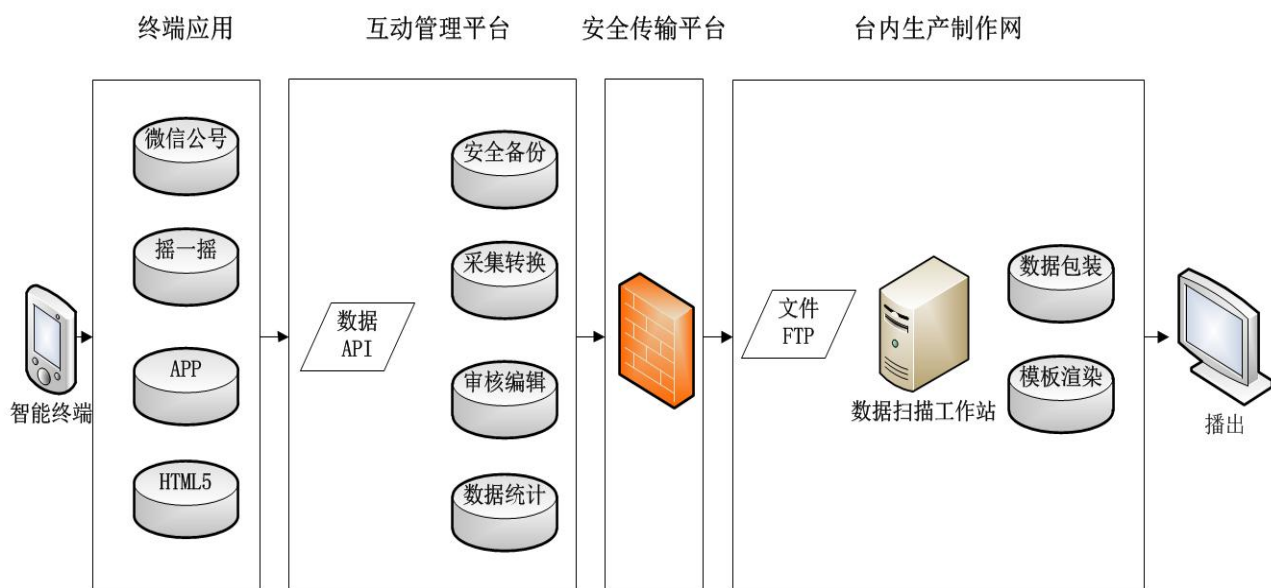 终端应用
互动管理平台
安全传输平台
台内生产制作网
智能终端
微信公号
摇一摇
APP
HTML5
数据
API
安全备份
采集转换
审核编辑
数据统计
文件
FTP
数据扫描工作站
数据包装
模板渲染
播出